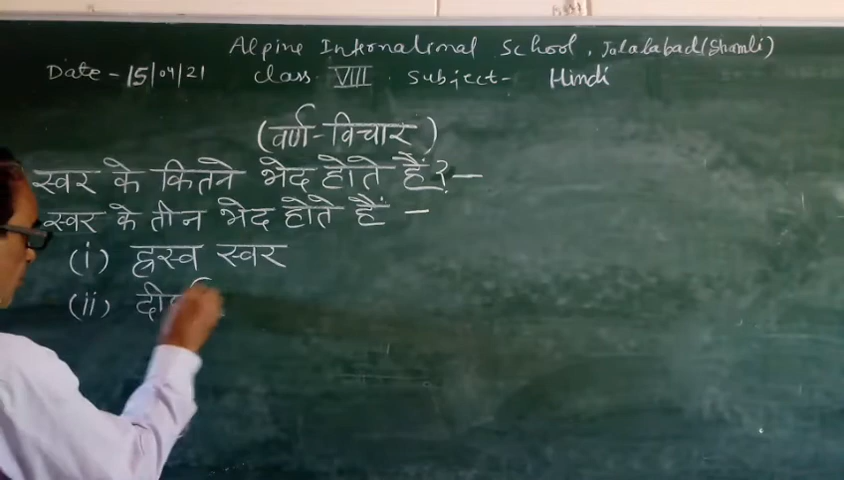 Alpine International School, Jalalabad (Shamli)
Date - 15/04/21 Class VIII Subject - Hindi
(वर्ण-विचार)
स्वर के कितने भेद होते हैं? -
स्वर के तीन भेद होते हैं -
(i) ह्रस्व स्वर
(ii)